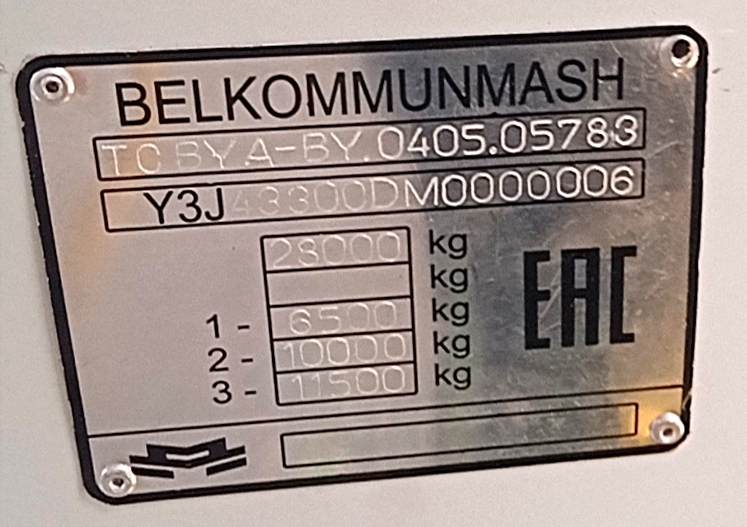 BELKOMMUNMASH
TC BY A-BY.0405.05783
Y3J43300DM0000006
28000 kg
kg
1 - 6500 kg
2 - 10000 kg
3 - 11500 kg
EAC